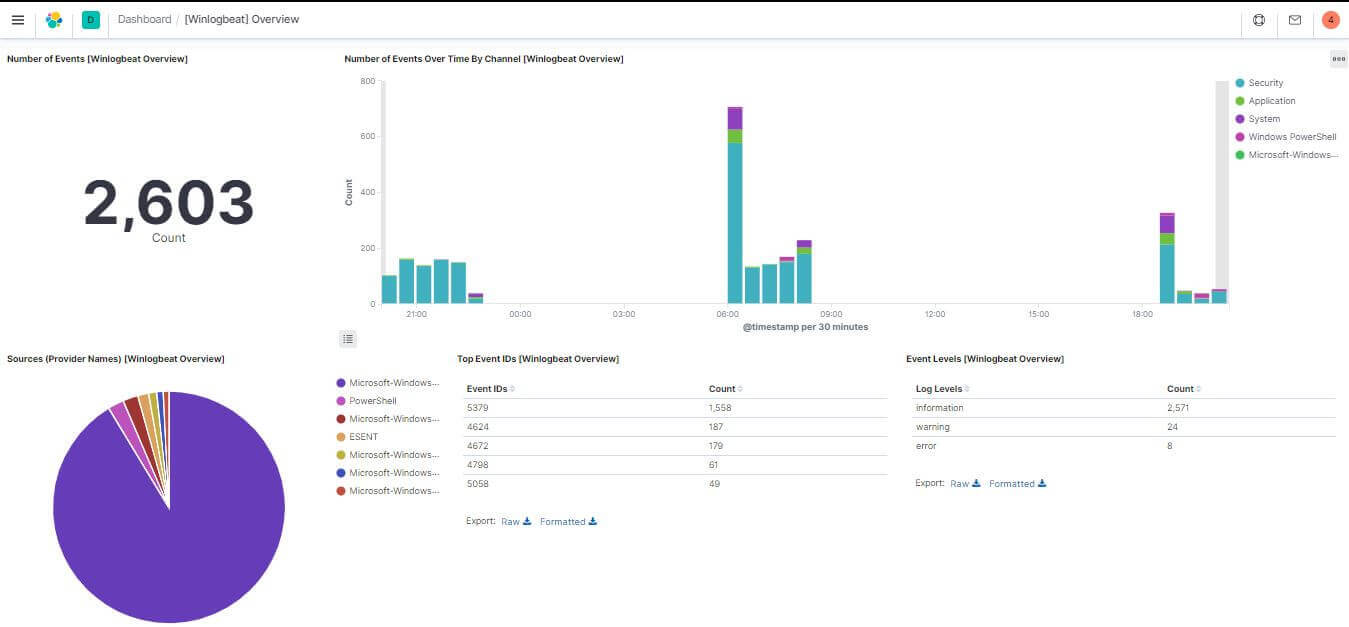 D Dashboard / [Winlogbeat] Overview 4
Number of Events [Winlogbeat Overview]
2,603
Count
Number of Events Over Time By Channel [Winlogbeat Overview]
Count
800
600
400
200
0
21:00 00:00 03:00 06:00 09:00 12:00 15:00 18:00
@timestamp per 30 minutes
Security
Application
System
Windows PowerShell
Microsoft-Windows...
Sources (Provider Names) [Winlogbeat Overview]
Microsoft-Windows...
PowerShell
Microsoft-Windows...
ESENT
Microsoft-Windows...
Microsoft-Windows...
Microsoft-Windows...
Top Event IDs [Winlogbeat Overview]
Event IDs Count
5379 1,558
4624 187
4672 179
4798 61
5058 49
Export: Raw Formatted
Event Levels [Winlogbeat Overview]
Log Levels Count
information 2,571
warning 24
error 8
Export: Raw Formatted